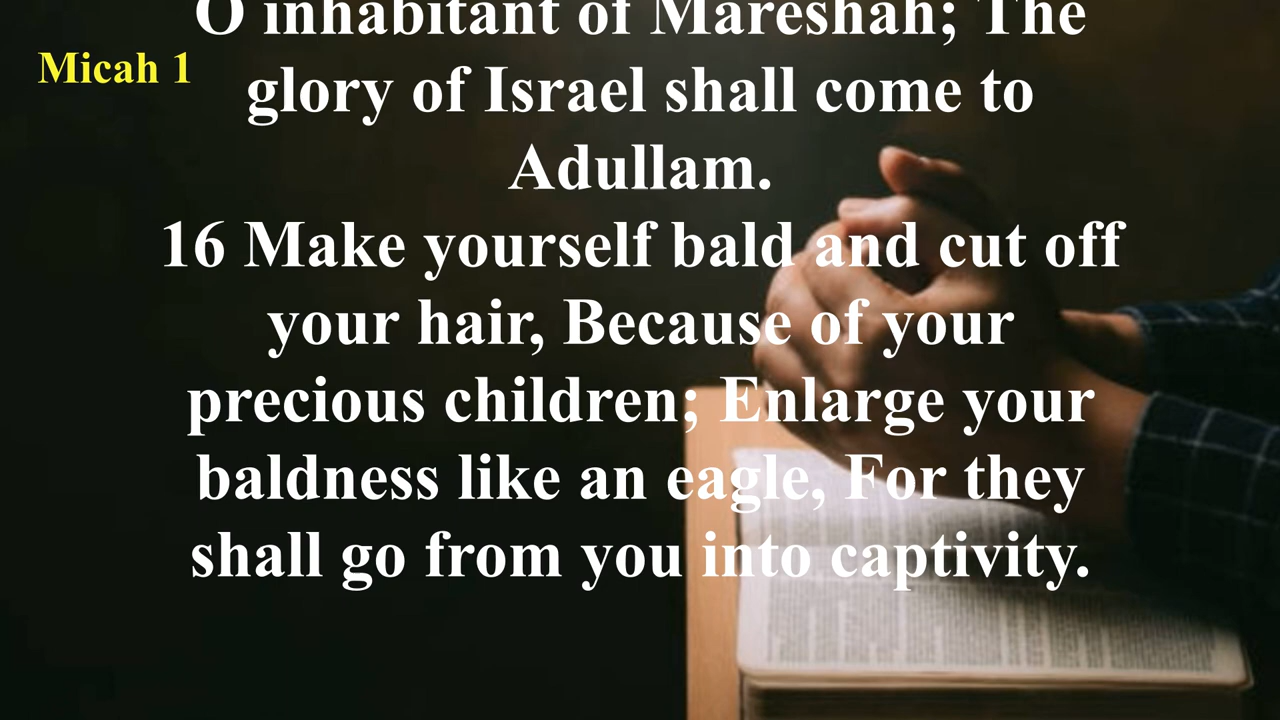 O inhabitant of Mareshah; The
Micah 1
glory of Israel shall come to
Adullam.
16 Make yourself bald and cut off
your hair, Because of your
precious children; Enlarge your
baldness like an eagle, For they
shall go from you into captivity.